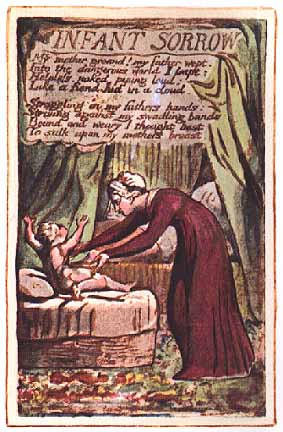 INFANT SORROW
My mother groand! my father wept.
Into the dangerous world I leapt:
Helpless, naked, piping loud:
Like a fiend hid in a cloud.
Struggling in my fathers hands:
Striving against my swadling bands
Bound and weary I thought best
To sulk upon my mothers breast